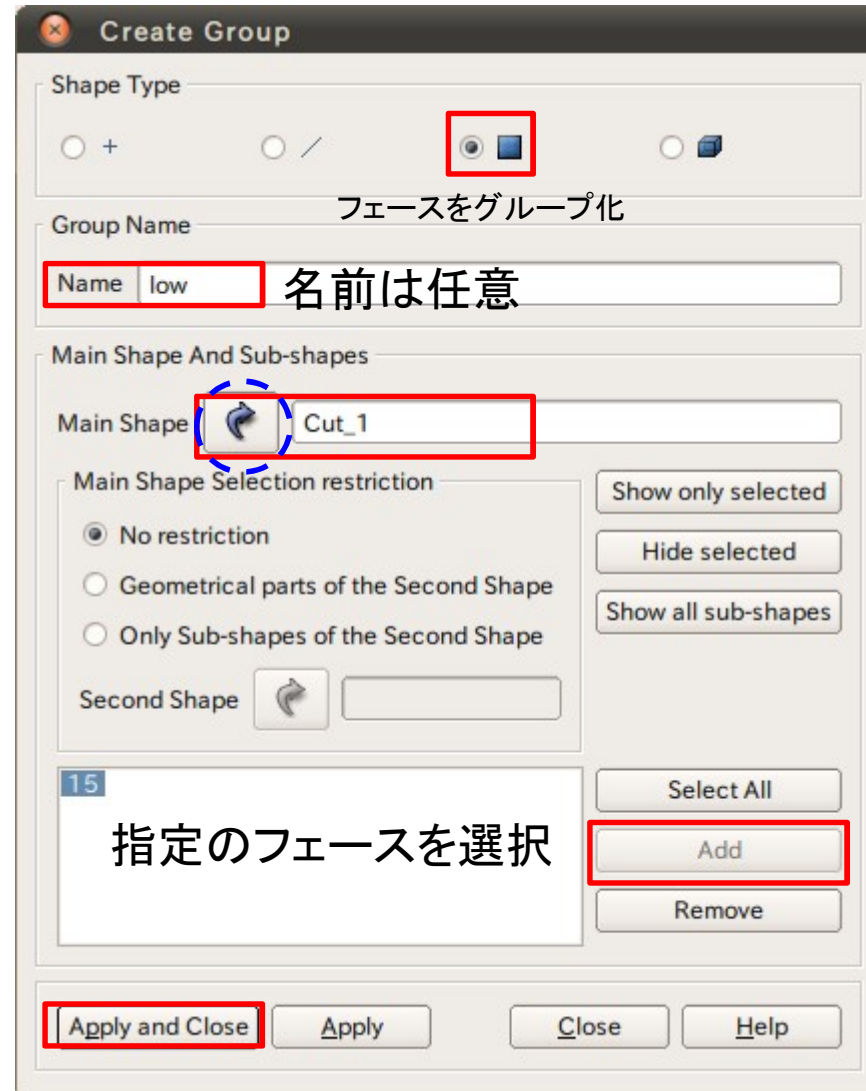 Create Group
Shape Type
フェースをグループ化
Group Name
Name low 名前は任意
Main Shape And Sub-shapes
Main Shape Cut_1
Main Shape Selection restriction
Show only selected
No restriction
Hide selected
Geometrical parts of the Second Shape
Show all sub-shapes
Only Sub-shapes of the Second Shape
Second Shape
15
Select All
指定のフェースを選択
Add
Remove
Apply and Close Apply Close Help